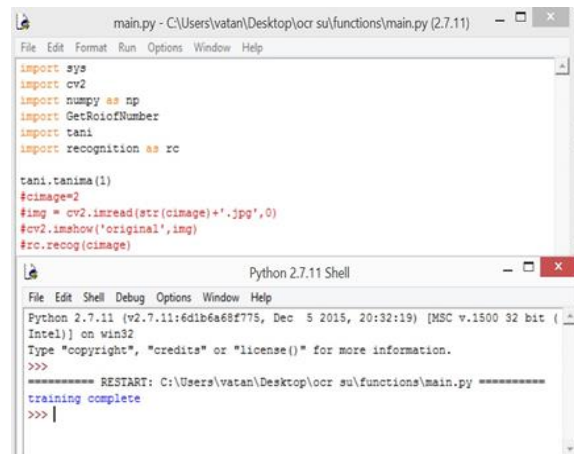 main.py - C:\Users\vatan\Desktop\ocr su\functions\main.py (2.7.11)
File Edit Format Run Options Window Help
import sys
import cv2
import numpy as np
import GetRoiofNumber
import tani
import recognition as rc
tani.tanima(1)
#cimage=2
#img = cv2.imread(str(cimage)+'.jpg',0)
#cv2.imshow('original',img)
#rc.recog(cimage)
Python 2.7.11 Shell
File Edit Shell Debug Options Window Help
Python 2.7.11 (v2.7.11:6d1b6a68f775, Dec 5 2015, 20:32:19) [MSC v.1500 32 bit (
Intel)] on win32
Type "copyright", "credits" or "license()" for more information.
>>>
========== RESTART: C:\Users\vatan\Desktop\ocr su\functions\main.py ==========
training complete
>>>